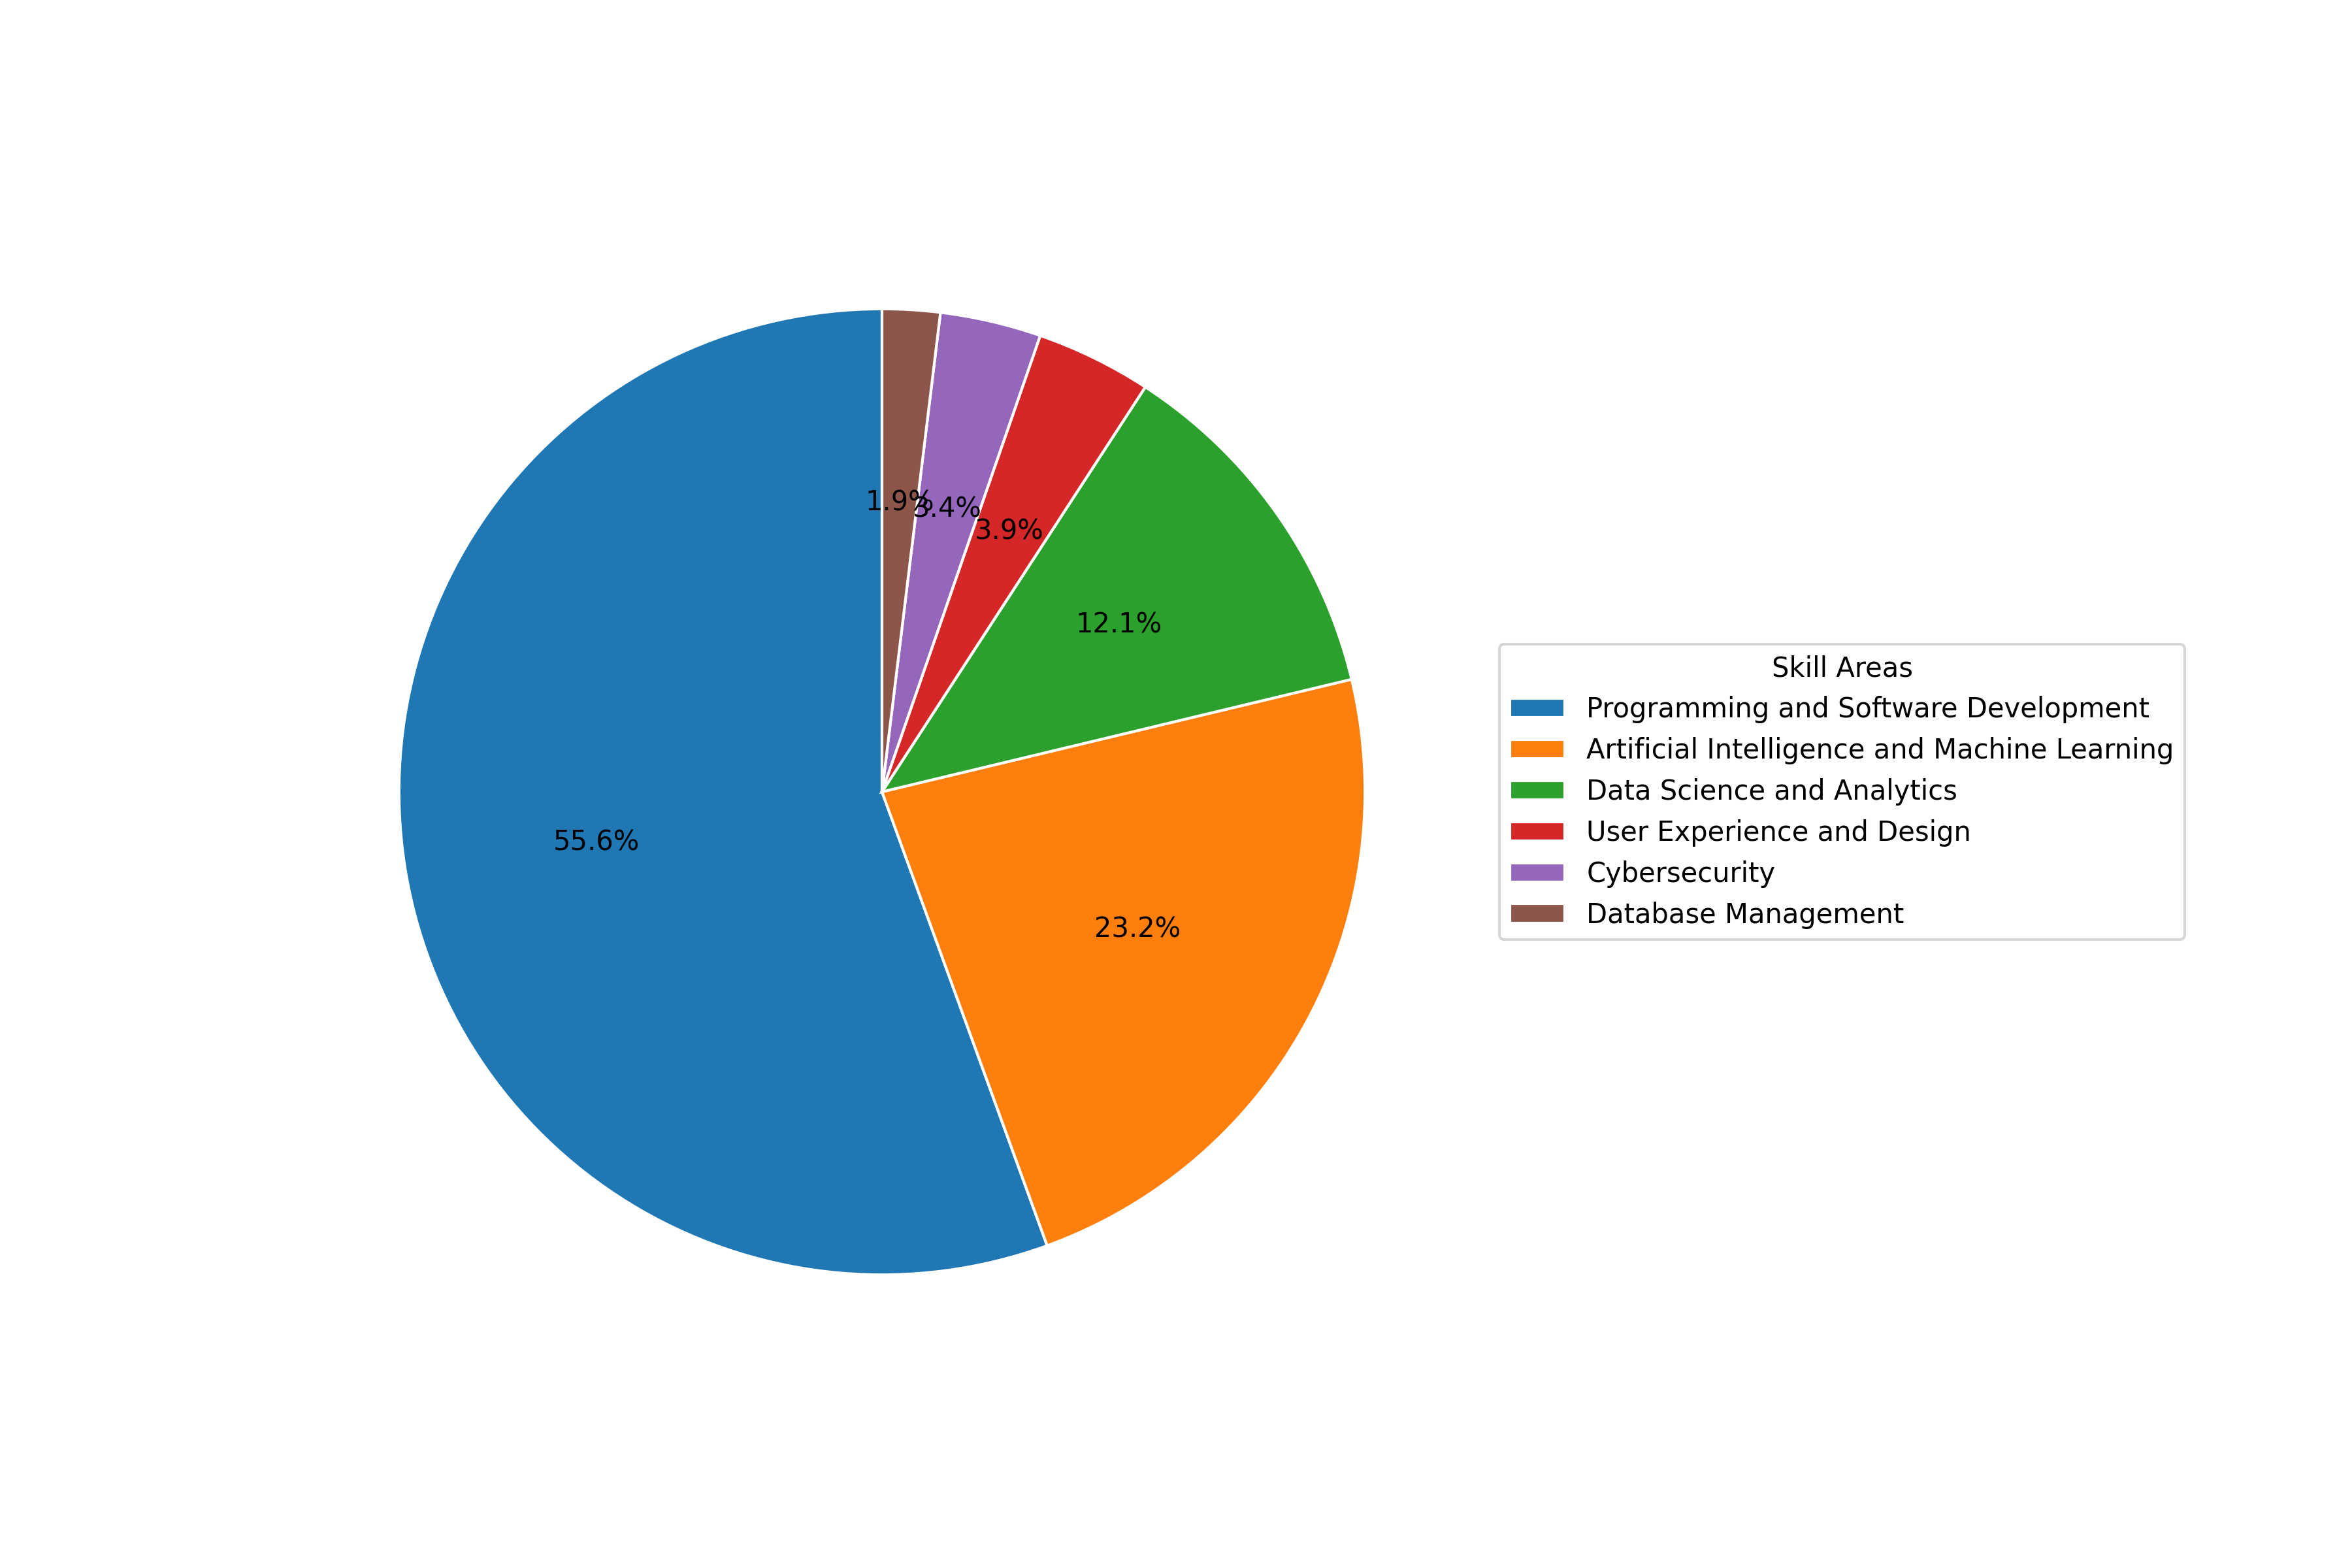 1.9%
3.4%
3.9%
12.1%
55.6%
23.2%
Skill Areas
Programming and Software Development
Artificial Intelligence and Machine Learning
Data Science and Analytics
User Experience and Design
Cybersecurity
Database Management